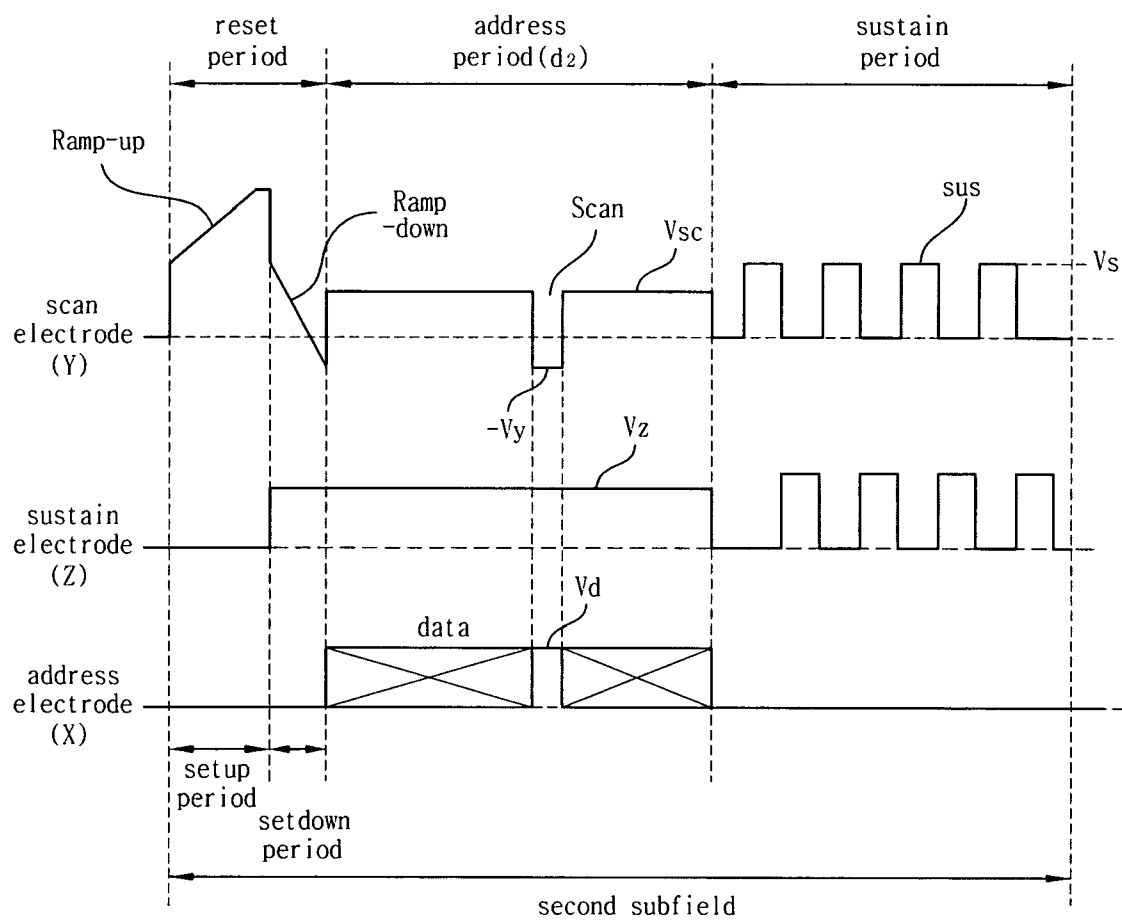 reset
period
address
period(d2)
sustain
period
Ramp-up
Ramp
-down
Scan
Vsc
sus
Vs
scan
electrode
(Y)
-Vy
Vz
sustain
electrode
(Z)
Vd
data
address
electrode
(X)
setup
period
setdown
period
second subfield